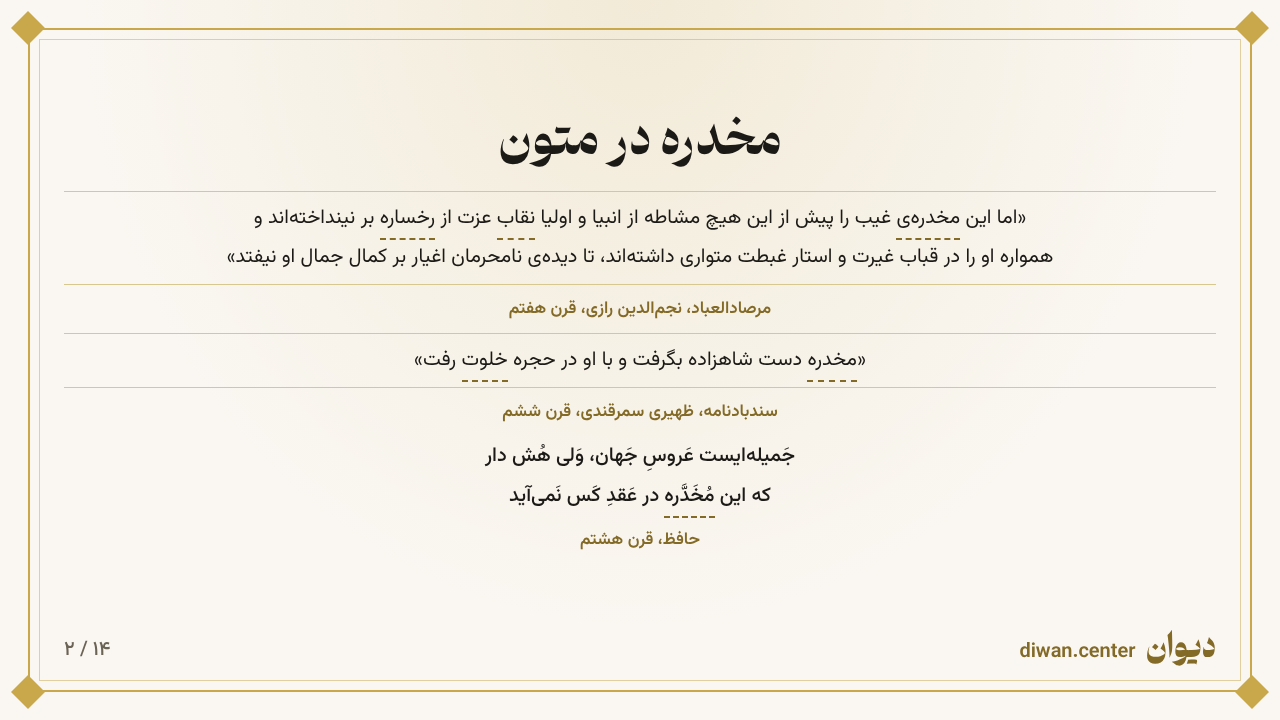 مخدره در متون
«اما این مخدره‌ی غیب را پیش از این هیچ مشاطه از انبیا و اولیا نقاب عزت از رخساره بر نینداخته‌اند و
همواره او را در قباب غیرت و استار غبطت متواری داشته‌اند، تا دیده‌ی نامحرمان اغیار بر کمال جمال او نیفتد»
مرصادالعباد، نجم‌الدین رازی، قرن هفتم
«مخدره دست شاهزاده بگرفت و با او در حجره خلوت رفت»
سندبادنامه، ظهیری سمرقندی، قرن ششم
جَمیله‌ایست عَروسِ جَهان، وَلی هُش دار
که این مُخَدَّره در عَقدِ کَس نَمی‌آید
حافظ، قرن هشتم
دیوان diwan.center
۲ / ۱۴